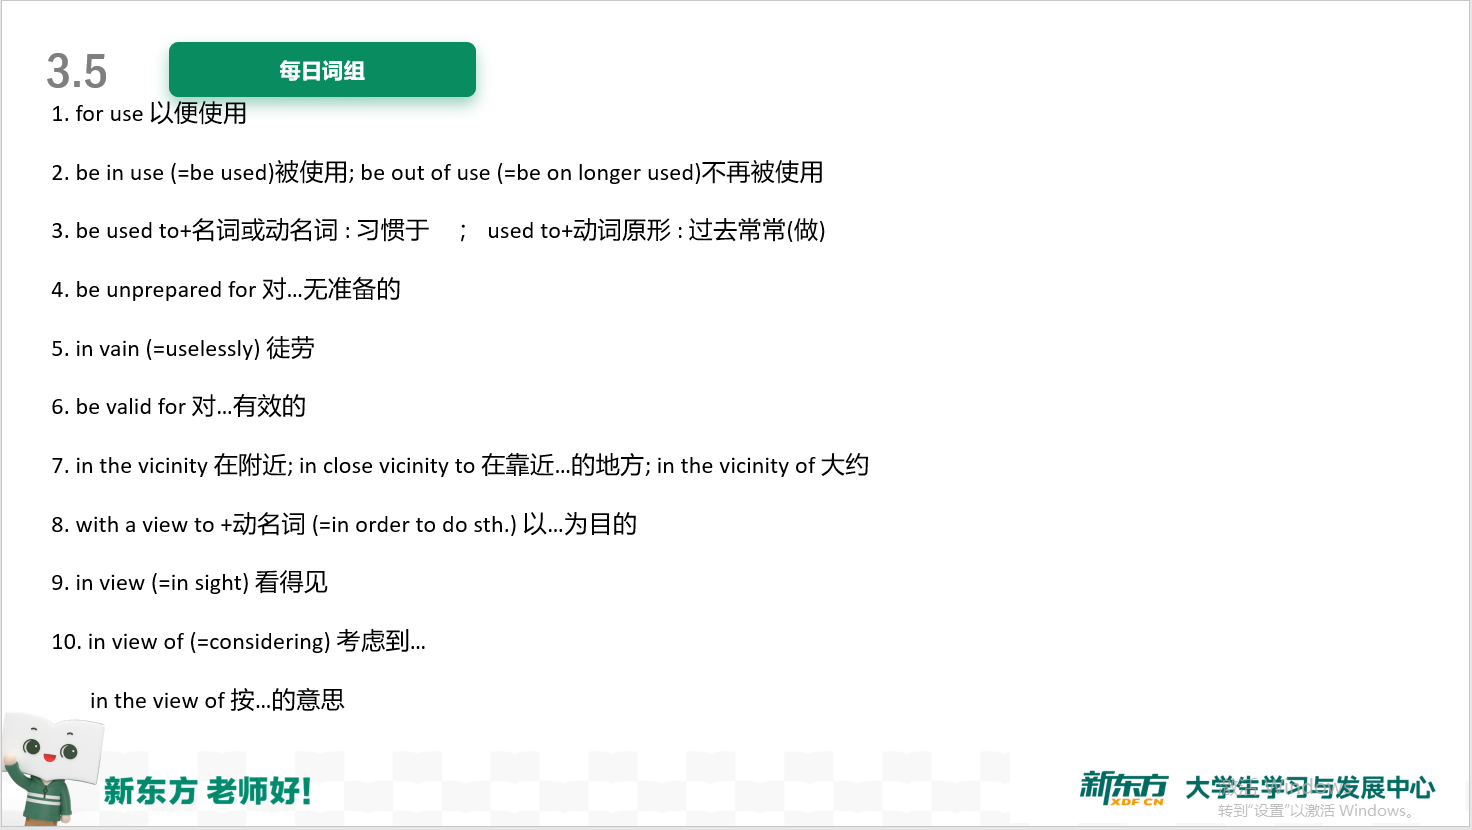 3.5
每日词组
1. for use 以便使用
2. be in use (=be used)被使用; be out of use (=be on longer used)不再被使用
3. be used to+名词或动名词 : 习惯于 ; used to+动词原形 : 过去常常(做)
4. be unprepared for 对...无准备的
5. in vain (=uselessly) 徒劳
6. be valid for 对...有效的
7. in the vicinity 在附近; in close vicinity to 在靠近...的地方; in the vicinity of 大约
8. with a view to +动名词 (=in order to do sth.) 以...为目的
9. in view (=in sight) 看得见
10. in view of (=considering) 考虑到...
in the view of 按...的意思
新东方 老师好!
新东方 XDF.CN 大学生学习与发展中心
激活 Windows
转到“设置”以激活 Windows。